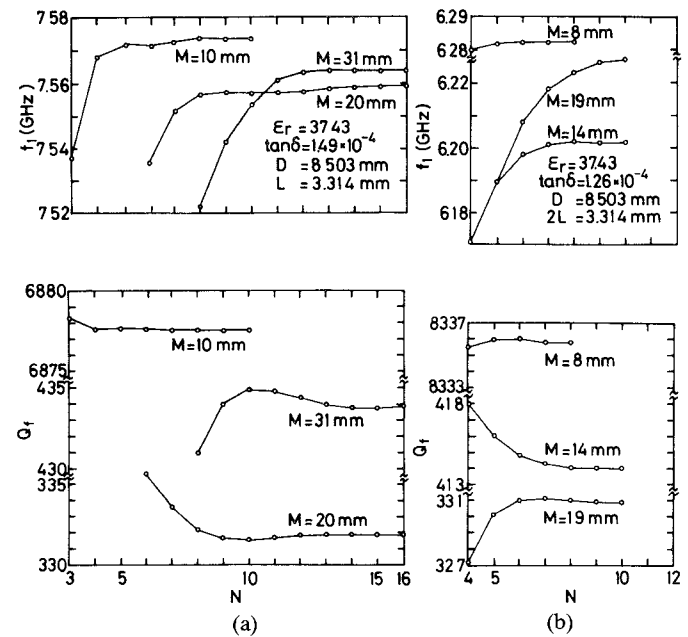 7.58
7.56
7.54
7.52
f₁ (GHz)
M=10 mm
M=31 mm
M=20 mm
εr = 37.43
tanδ=1.49×10⁻⁴
D = 8.503 mm
L = 3.314 mm
6.29
6.28
6.22
6.20
6.18
f₁ (GHz)
M=8 mm
M=19 mm
M=14 mm
εr = 37.43
tanδ=1.26×10⁻⁴
D = 8.503 mm
2L = 3.314 mm
6880
6875
435
430
335
330
Qf
M=10 mm
M=31 mm
M=20 mm
3 5 10 15 16
N
(a)
8337
8333
418
413
331
327
Qf
M=8 mm
M=14 mm
M=19 mm
4 5 10 12
N
(b)